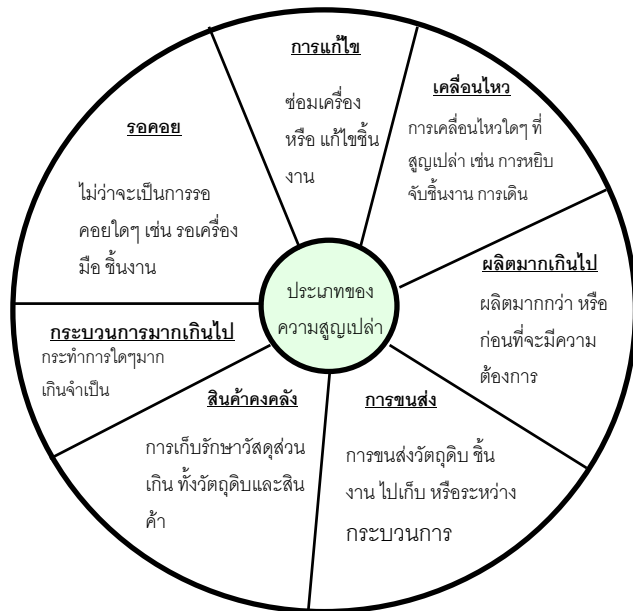 การแก้ไข
ซ่อมเครื่อง
หรือ แก้ไขชิ้น
งาน
เคลื่อนไหว
การเคลื่อนไหวใดๆ ที่
สูญเปล่า เช่น การหยิบ
จับชิ้นงาน การเดิน
ผลิตมากเกินไป
ผลิตมากกว่า หรือ
ก่อนที่จะมีความ
ต้องการ
การขนส่ง
การขนส่งวัตถุดิบ ชิ้น
งาน ไปเก็บ หรือระหว่าง
กระบวนการ
สินค้าคงคลัง
การเก็บรักษาวัสดุส่วน
เกิน ทั้งวัตถุดิบและสิน
ค้า
กระบวนการมากเกินไป
กระทำการใดๆมาก
เกินจำเป็น
รอคอย
ไม่ว่าจะเป็นการรอ
คอยใดๆ เช่น รอเครื่อง
มือ ชิ้นงาน
ประเภทของ
ความสูญเปล่า